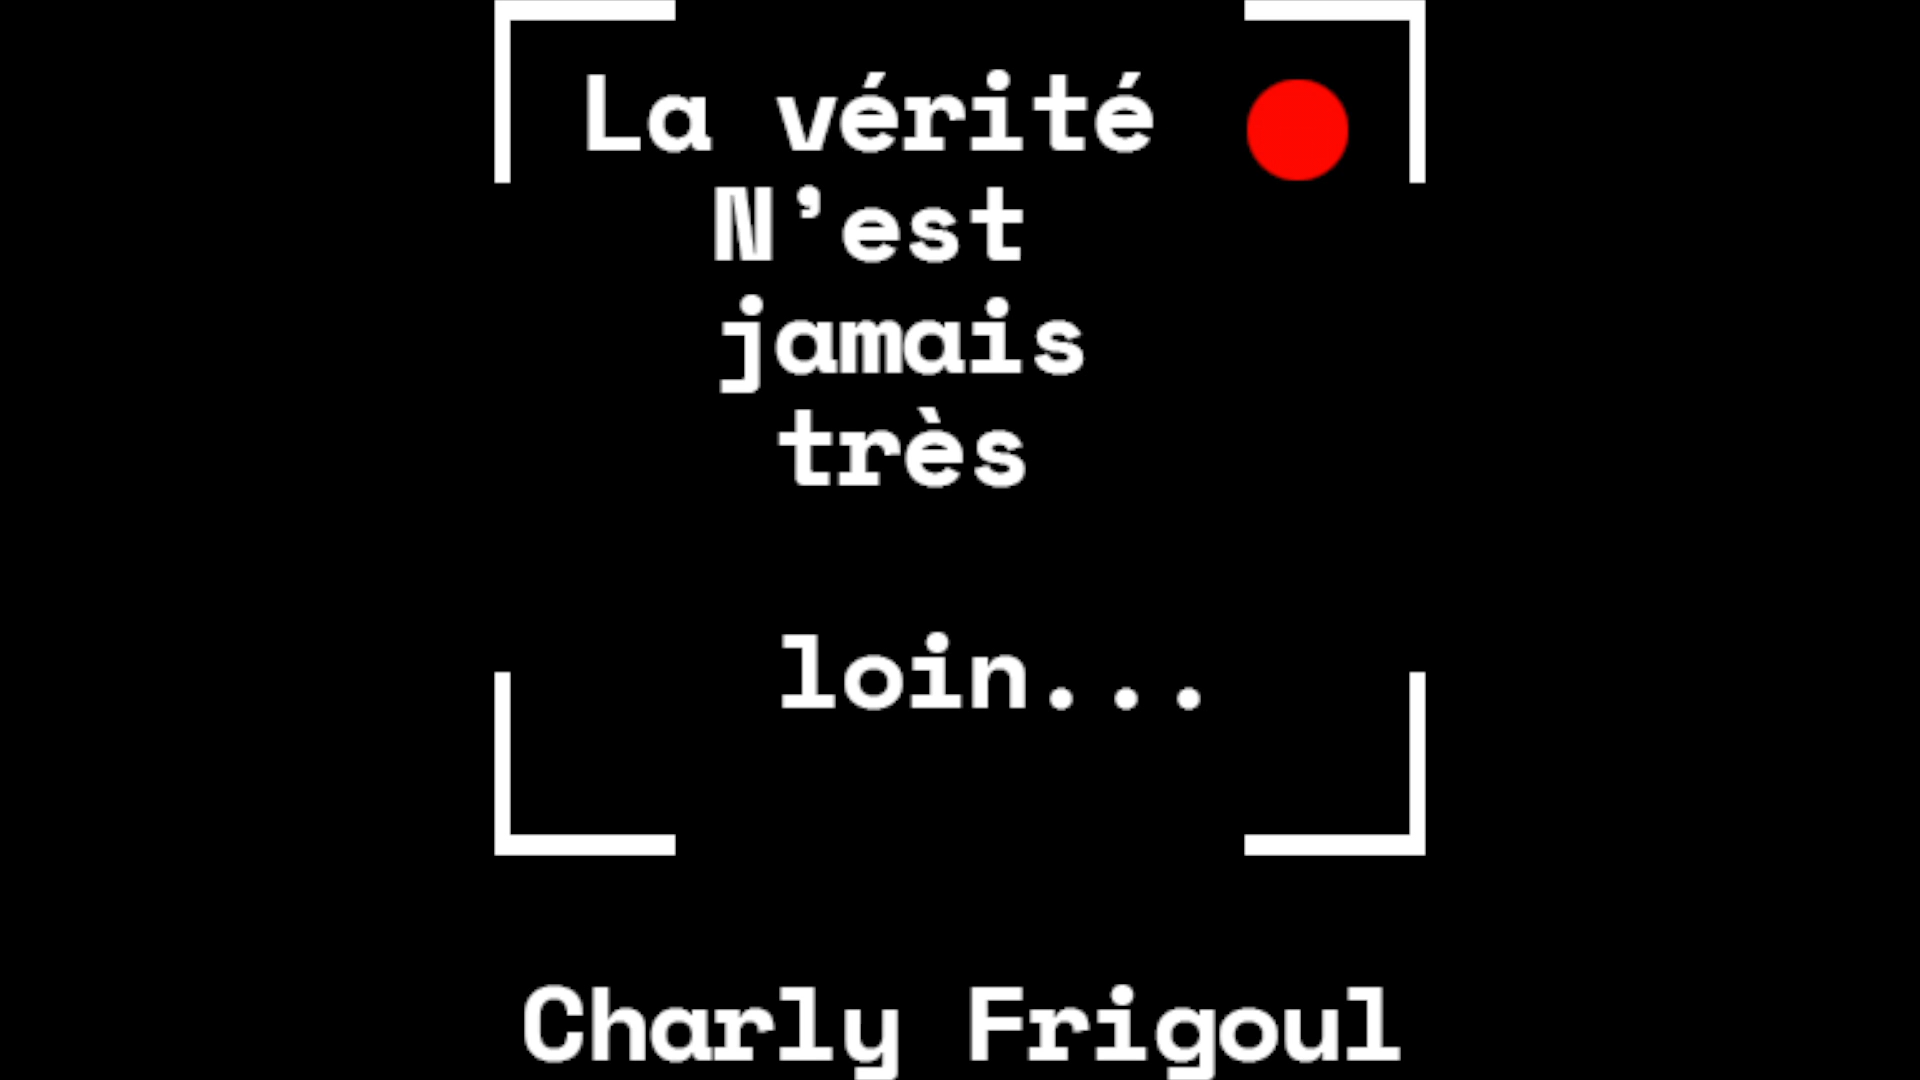 La vérité
N’est
jamais
très
loin...
Charly Frigoul